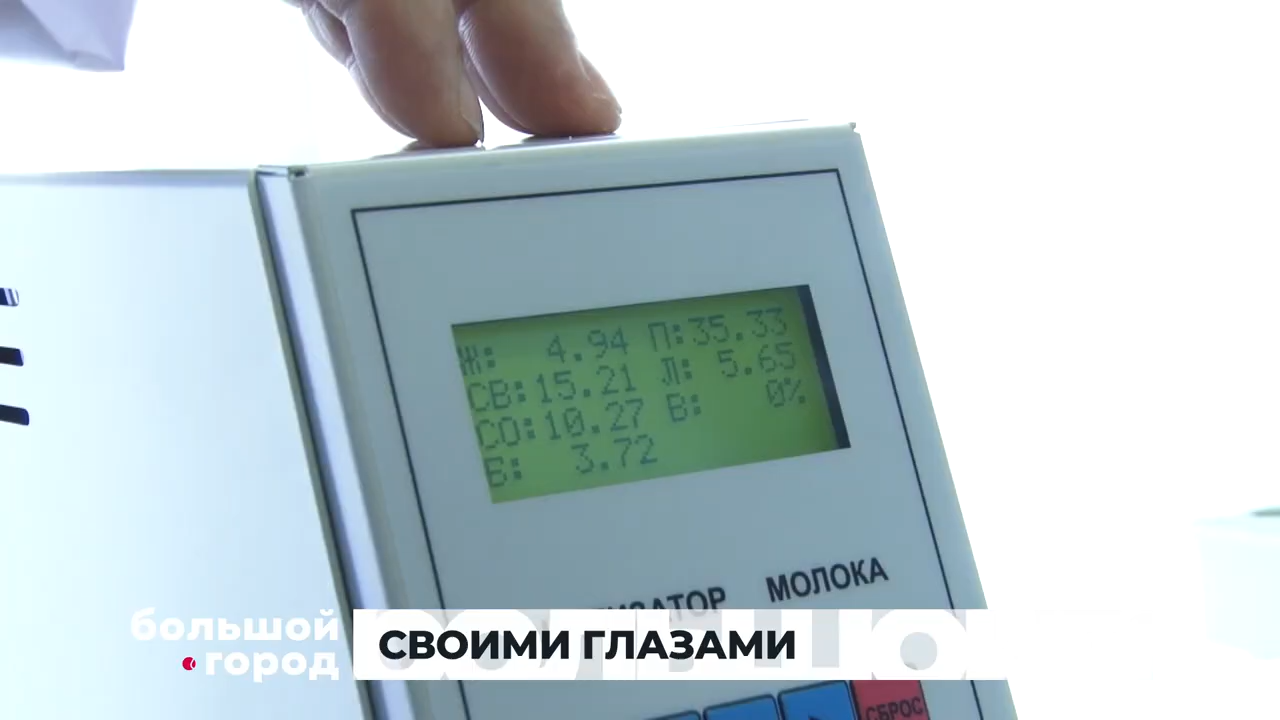 Ж: 4.94 П:35.33
СВ:15.21 Л: 5.65
СО:10.27 В: 0%
Б: 3.72
МОЛОКА
большой
город
СВОИМИ ГЛАЗАМИ
СБРОС